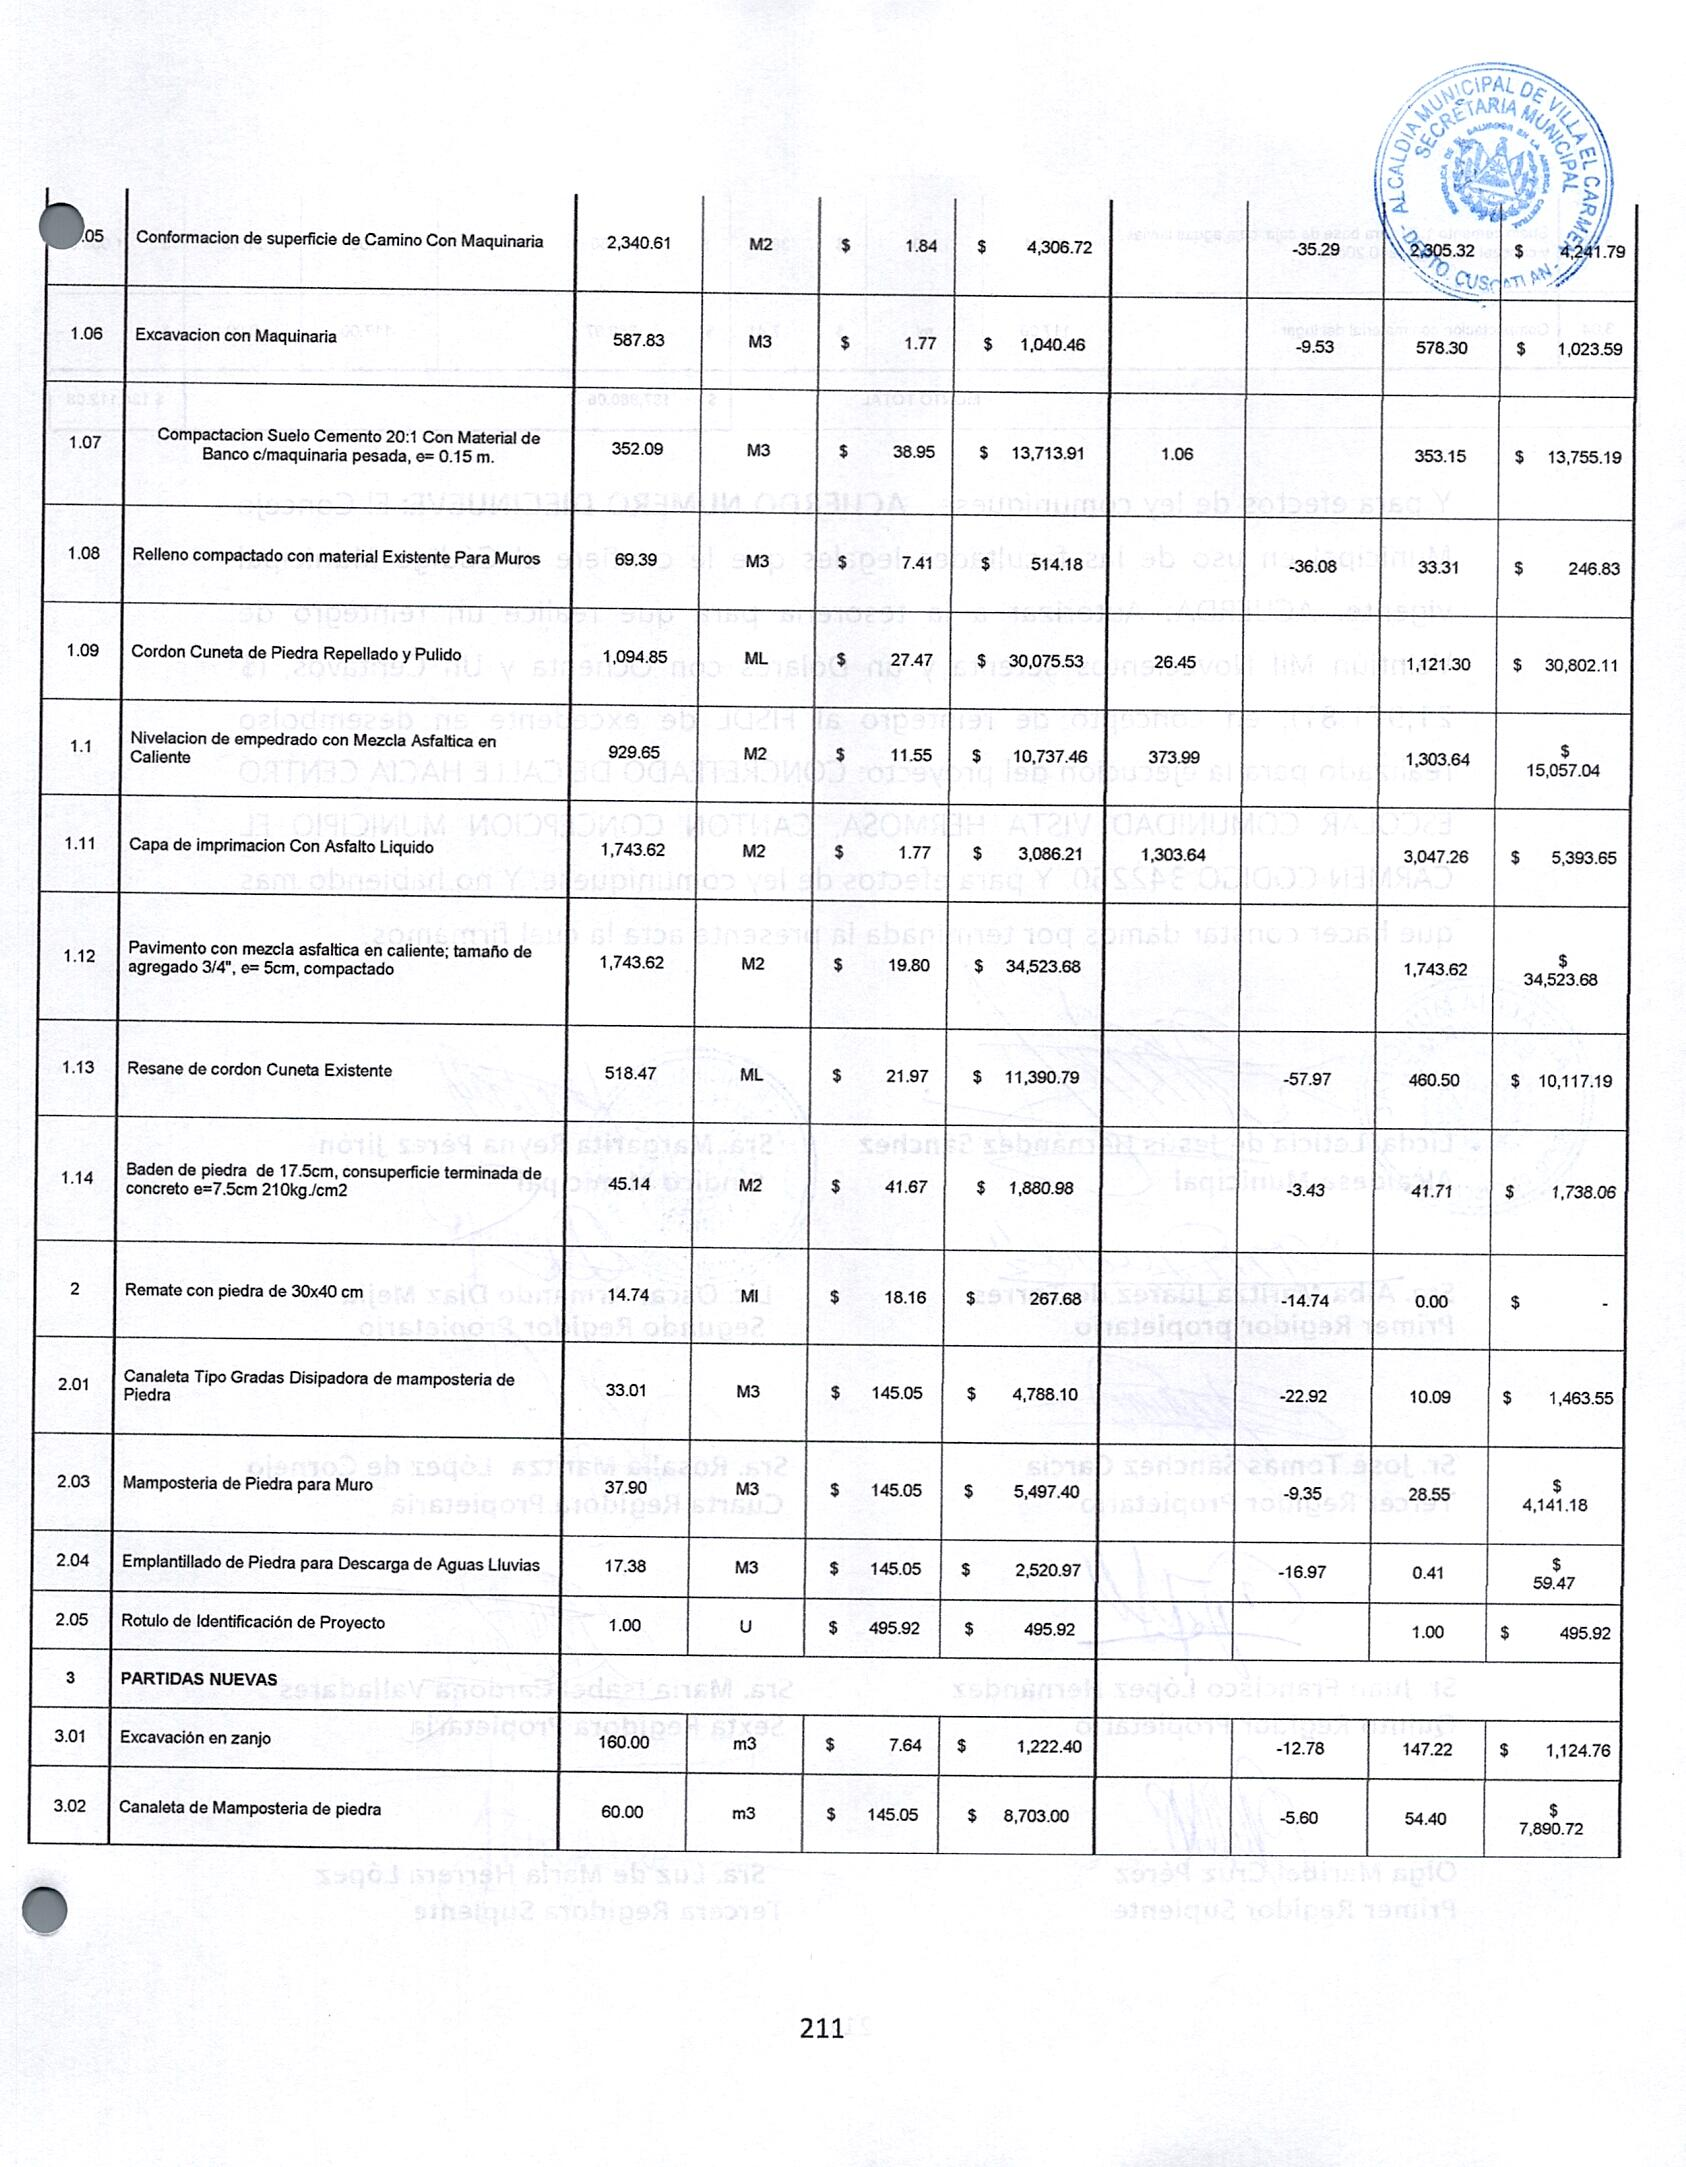 ALCALDIA MUNICIPAL DE VILLA EL CARMEN
SECRETARIA MUNICIPAL
REPUBLICA DE EL SALVADOR EN LA AMERICA CENTRAL
-DEPTO. CUSCATLAN-
.05 Conformacion de superficie de Camino Con Maquinaria 2,340.61 M2 $ 1.84 $ 4,306.72 -35.29 2,305.32 $ 4,241.79
1.06 Excavacion con Maquinaria 587.83 M3 $ 1.77 $ 1,040.46 -9.53 578.30 $ 1,023.59
1.07 Compactacion Suelo Cemento 20:1 Con Material de
Banco c/maquinaria pesada, e= 0.15 m. 352.09 M3 $ 38.95 $ 13,713.91 1.06 353.15 $ 13,755.19
1.08 Relleno compactado con material Existente Para Muros 69.39 M3 $ 7.41 $ 514.18 -36.08 33.31 $ 246.83
1.09 Cordon Cuneta de Piedra Repellado y Pulido 1,094.85 ML $ 27.47 $ 30,075.53 26.45 1,121.30 $ 30,802.11
1.1 Nivelacion de empedrado con Mezcla Asfaltica en
Caliente 929.65 M2 $ 11.55 $ 10,737.46 373.99 1,303.64 $
15,057.04
1.11 Capa de imprimacion Con Asfalto Liquido 1,743.62 M2 $ 1.77 $ 3,086.21 1,303.64 3,047.26 $ 5,393.65
1.12 Pavimento con mezcla asfaltica en caliente; tamaño de
agregado 3/4", e= 5cm, compactado 1,743.62 M2 $ 19.80 $ 34,523.68 1,743.62 $
34,523.68
1.13 Resane de cordon Cuneta Existente 518.47 ML $ 21.97 $ 11,390.79 -57.97 460.50 $ 10,117.19
1.14 Baden de piedra de 17.5cm, consuperficie terminada de
concreto e=7.5cm 210kg./cm2 45.14 M2 $ 41.67 $ 1,880.98 -3.43 41.71 $ 1,738.06
2 Remate con piedra de 30x40 cm 14.74 Ml $ 18.16 $ 267.68 -14.74 0.00 $ -
2.01 Canaleta Tipo Gradas Disipadora de mamposteria de
Piedra 33.01 M3 $ 145.05 $ 4,788.10 -22.92 10.09 $ 1,463.55
2.03 Mamposteria de Piedra para Muro 37.90 M3 $ 145.05 $ 5,497.40 -9.35 28.55 $
4,141.18
2.04 Emplantillado de Piedra para Descarga de Aguas Lluvias 17.38 M3 $ 145.05 $ 2,520.97 -16.97 0.41 $
59.47
2.05 Rotulo de Identificación de Proyecto 1.00 U $ 495.92 $ 495.92 1.00 $ 495.92
3 PARTIDAS NUEVAS
3.01 Excavación en zanjo 160.00 m3 $ 7.64 $ 1,222.40 -12.78 147.22 $ 1,124.76
3.02 Canaleta de Mamposteria de piedra 60.00 m3 $ 145.05 $ 8,703.00 -5.60 54.40 $
7,890.72
211